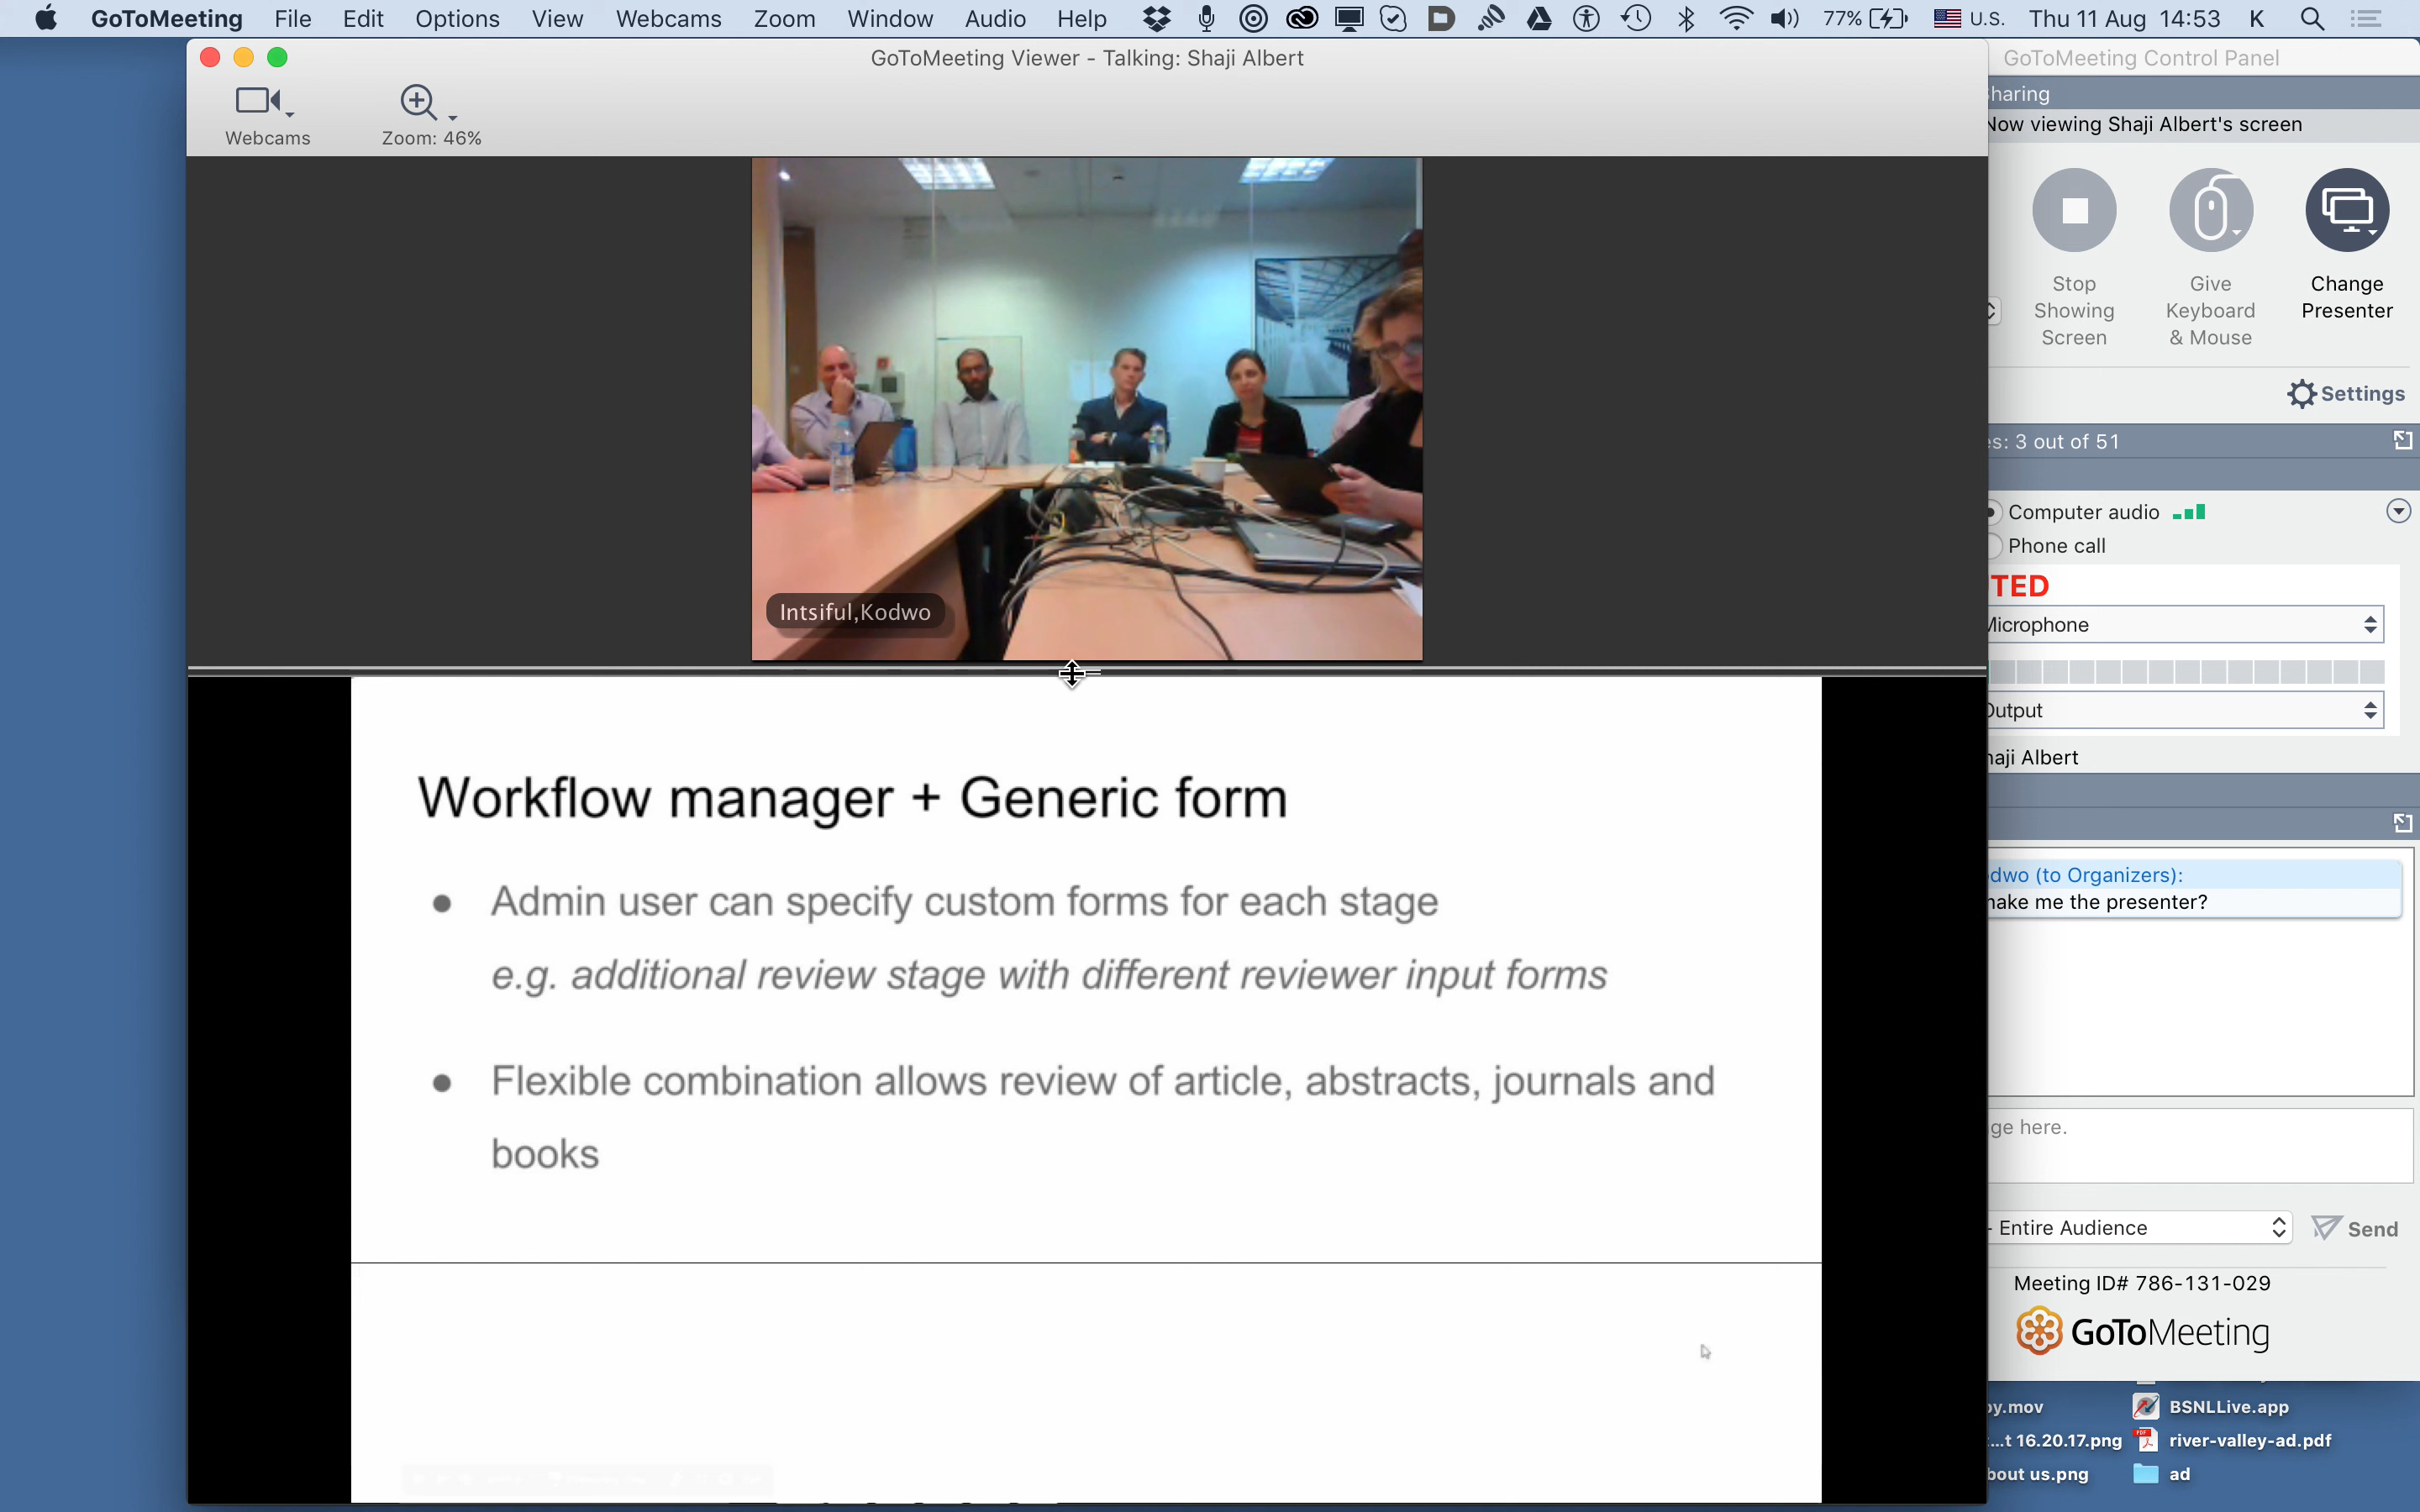 GoToMeeting File Edit Options View Webcams Zoom Window Audio Help 77% U.S. Thu 11 Aug 14:53 K
GoToMeeting Viewer - Talking: Shaji Albert
Webcams
Zoom: 46%
Intsiful,Kodwo
Workflow manager + Generic form
● Admin user can specify custom forms for each stage
e.g. additional review stage with different reviewer input forms
● Flexible combination allows review of article, abstracts, journals and
books
GoToMeeting Control Panel
haring
Now viewing Shaji Albert's screen
Stop
Showing
Screen
Give
Keyboard
& Mouse
Change
Presenter
Settings
es: 3 out of 51
Computer audio
Phone call
TED
Microphone
Output
haji Albert
dwo (to Organizers):
make me the presenter?
ge here.
- Entire Audience
Send
Meeting ID# 786-131-029
GoToMeeting
by.mov
BSNLLive.app
...t 16.20.17.png
river-valley-ad.pdf
bout us.png
ad